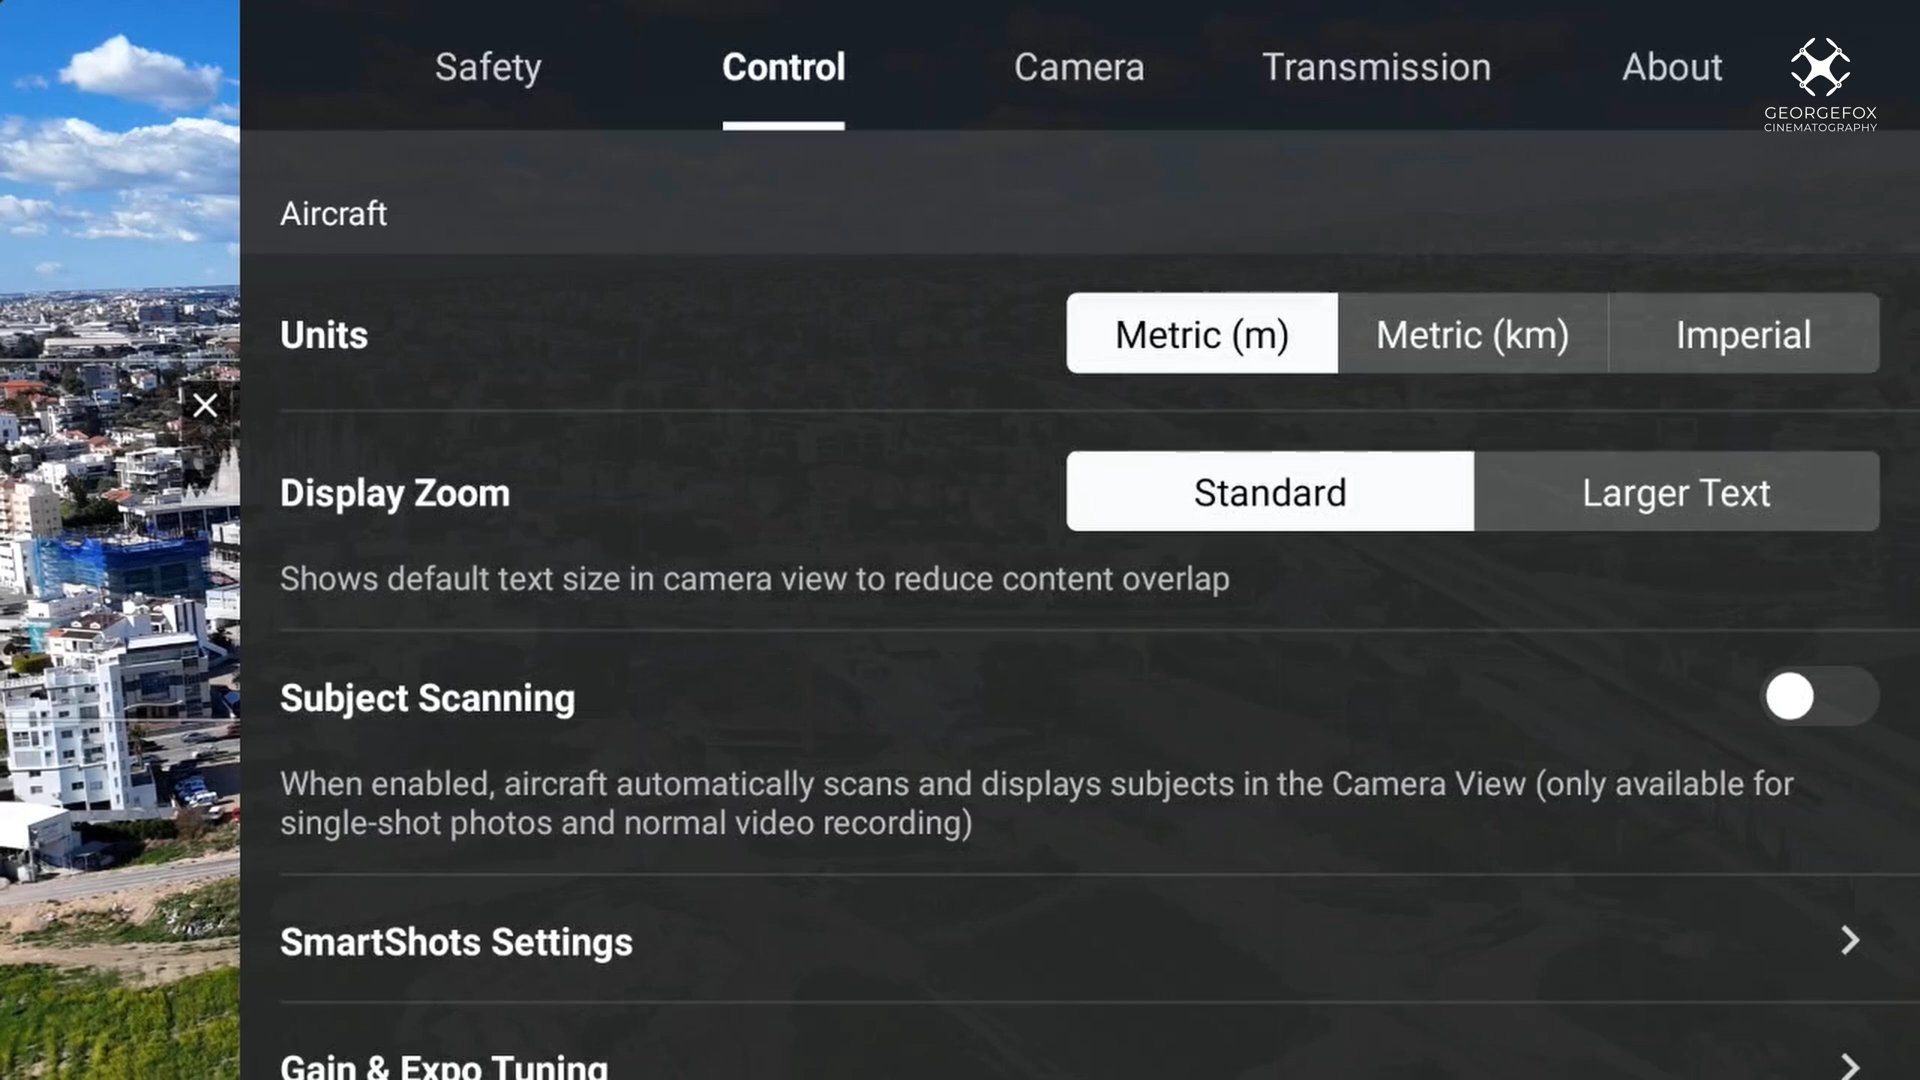 Safety
Control
Camera
Transmission
About
GEORGEFOX
CINEMATOGRAPHY
Aircraft
Units
Metric (m)
Metric (km)
Imperial
Display Zoom
Standard
Larger Text
Shows default text size in camera view to reduce content overlap
Subject Scanning
When enabled, aircraft automatically scans and displays subjects in the Camera View (only available for
single-shot photos and normal video recording)
SmartShots Settings
Gain & Expo Tuning